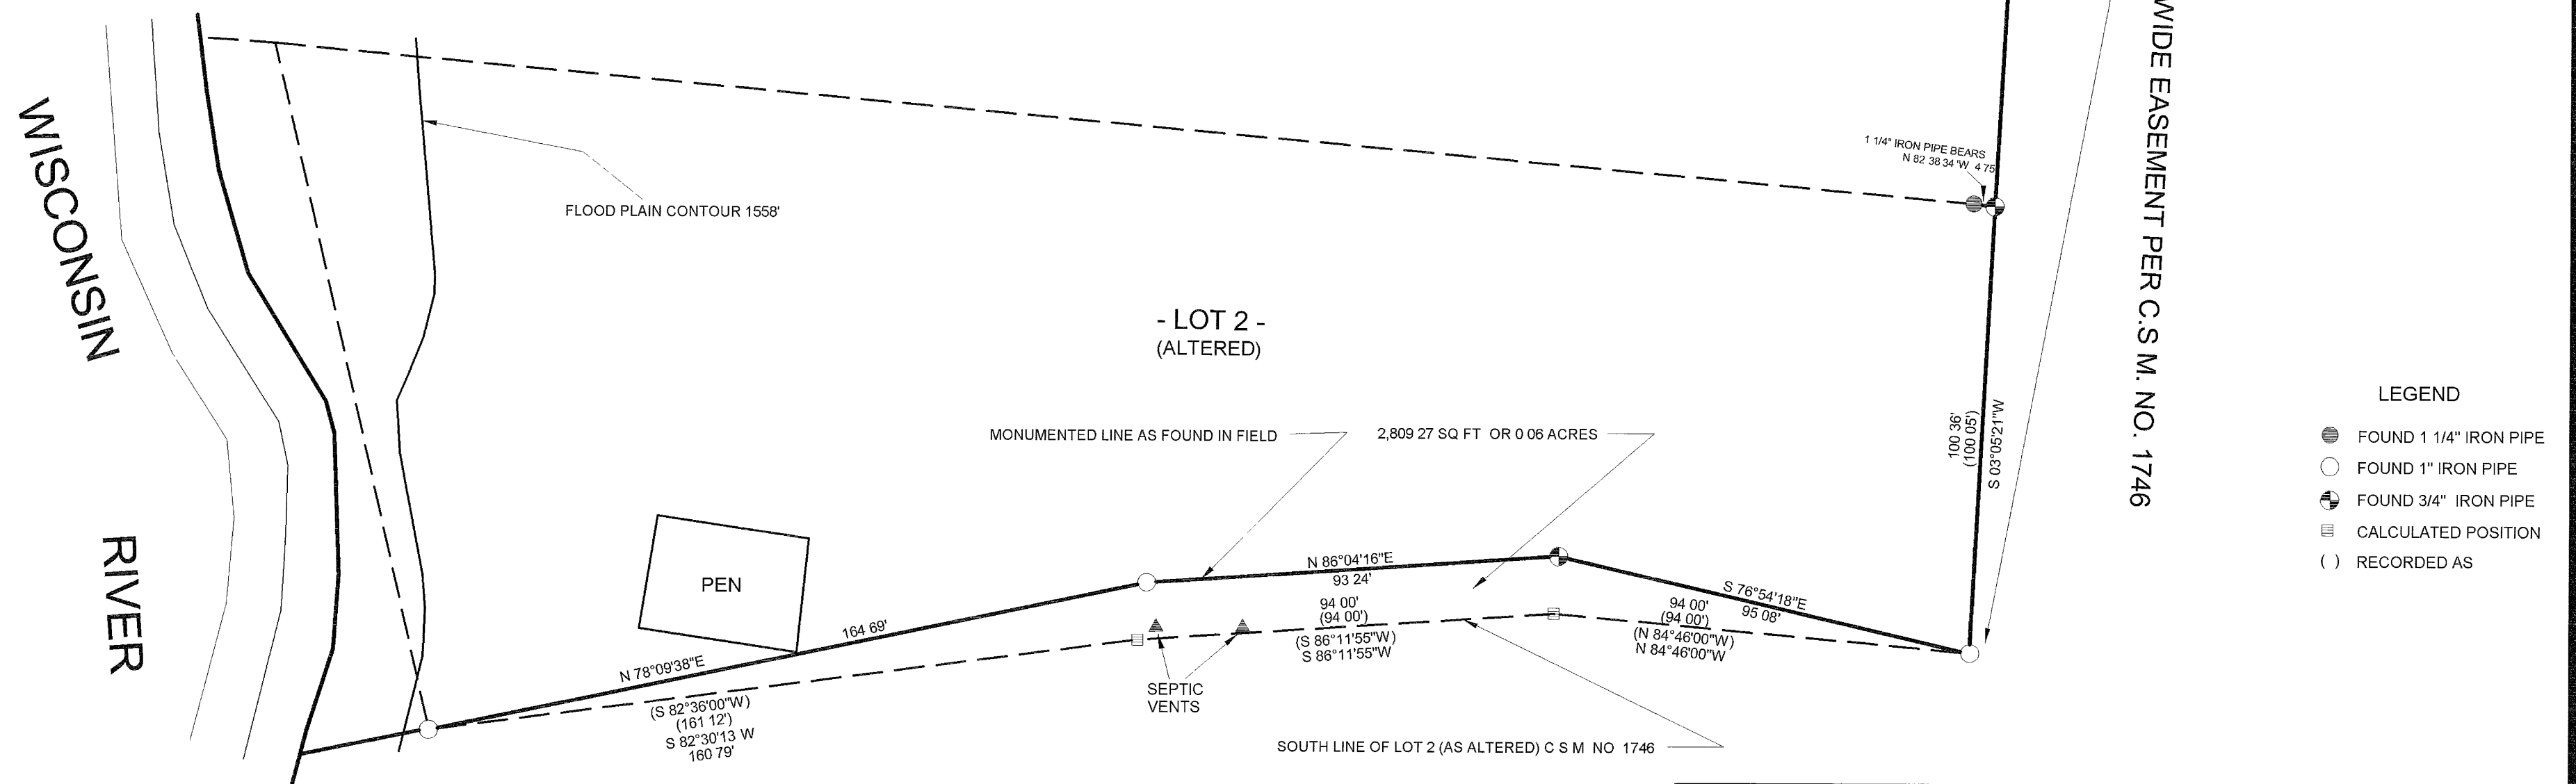 WISCONSIN
RIVER
FLOOD PLAIN CONTOUR 1558'
1 1/4" IRON PIPE BEARS
N 82 38 34 'W 4 75
WIDE EASEMENT PER C.S M. NO. 1746
- LOT 2 -
(ALTERED)
MONUMENTED LINE AS FOUND IN FIELD
2,809 27 SQ FT OR 0 06 ACRES
100 36'
(100 05')
S 03°05'21"W
PEN
N 78°09'38"E
164 69'
N 86°04'16"E
93 24'
94 00'
(94 00')
(S 86°11'55"W)
S 86°11'55"W
S 76°54'18"E
95 08'
94 00'
(94 00')
(N 84°46'00"W)
N 84°46'00"W
(S 82°36'00"W)
(161 12')
S 82°30'13 W
160 79'
SEPTIC
VENTS
SOUTH LINE OF LOT 2 (AS ALTERED) C S M NO 1746
LEGEND
FOUND 1 1/4" IRON PIPE
FOUND 1" IRON PIPE
FOUND 3/4" IRON PIPE
CALCULATED POSITION
( ) RECORDED AS